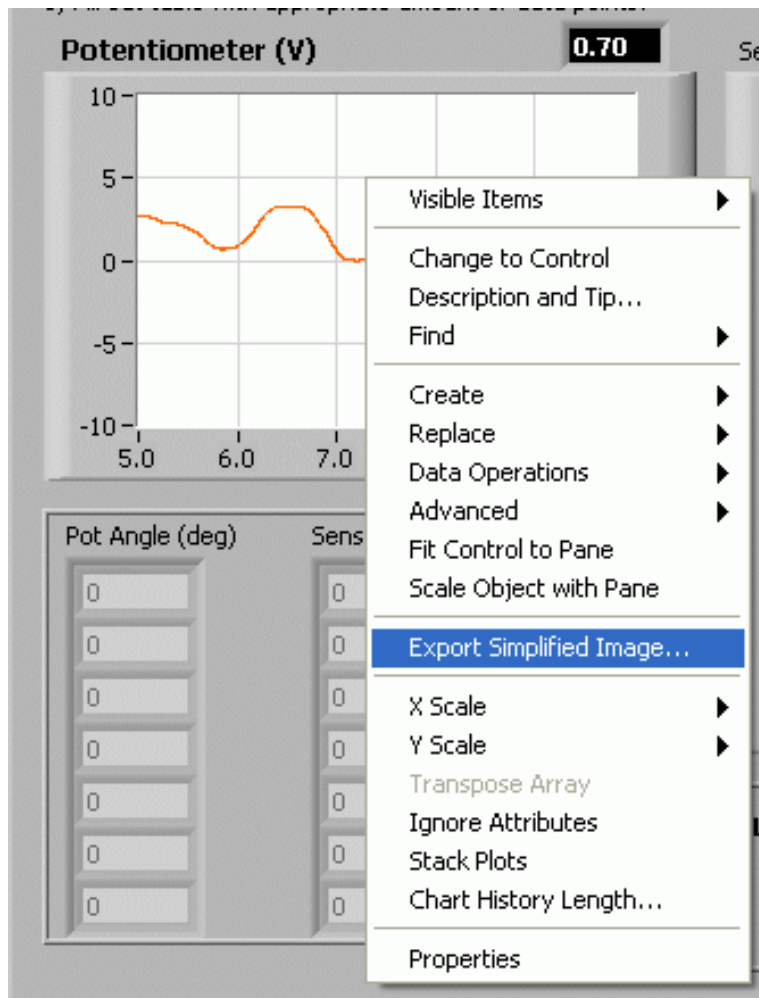 Potentiometer (V)
0.70
Se
10
5
0
-5
-10
5.0 6.0 7.0
Visible Items
Change to Control
Description and Tip...
Find
Create
Replace
Data Operations
Advanced
Fit Control to Pane
Scale Object with Pane
Export Simplified Image...
X Scale
Y Scale
Transpose Array
Ignore Attributes
Stack Plots
Chart History Length...
Properties
Pot Angle (deg) Sens
0 0
0 0
0 0
0 0
0 0
0 0
0 0